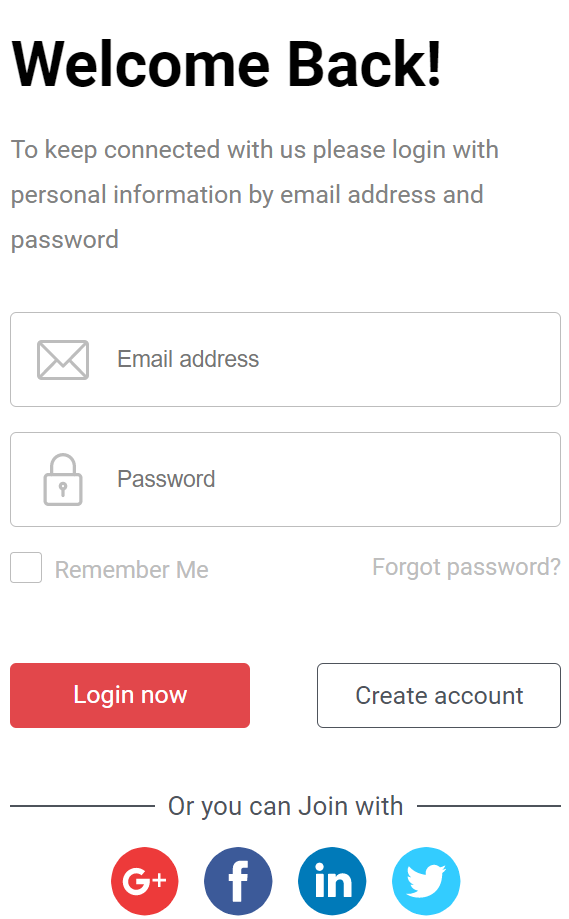 Welcome Back!
To keep connected with us please login with
personal information by email address and
password
Email address
Password
Remember Me
Forgot password?
Login now
Create account
Or you can Join with
G+ f in